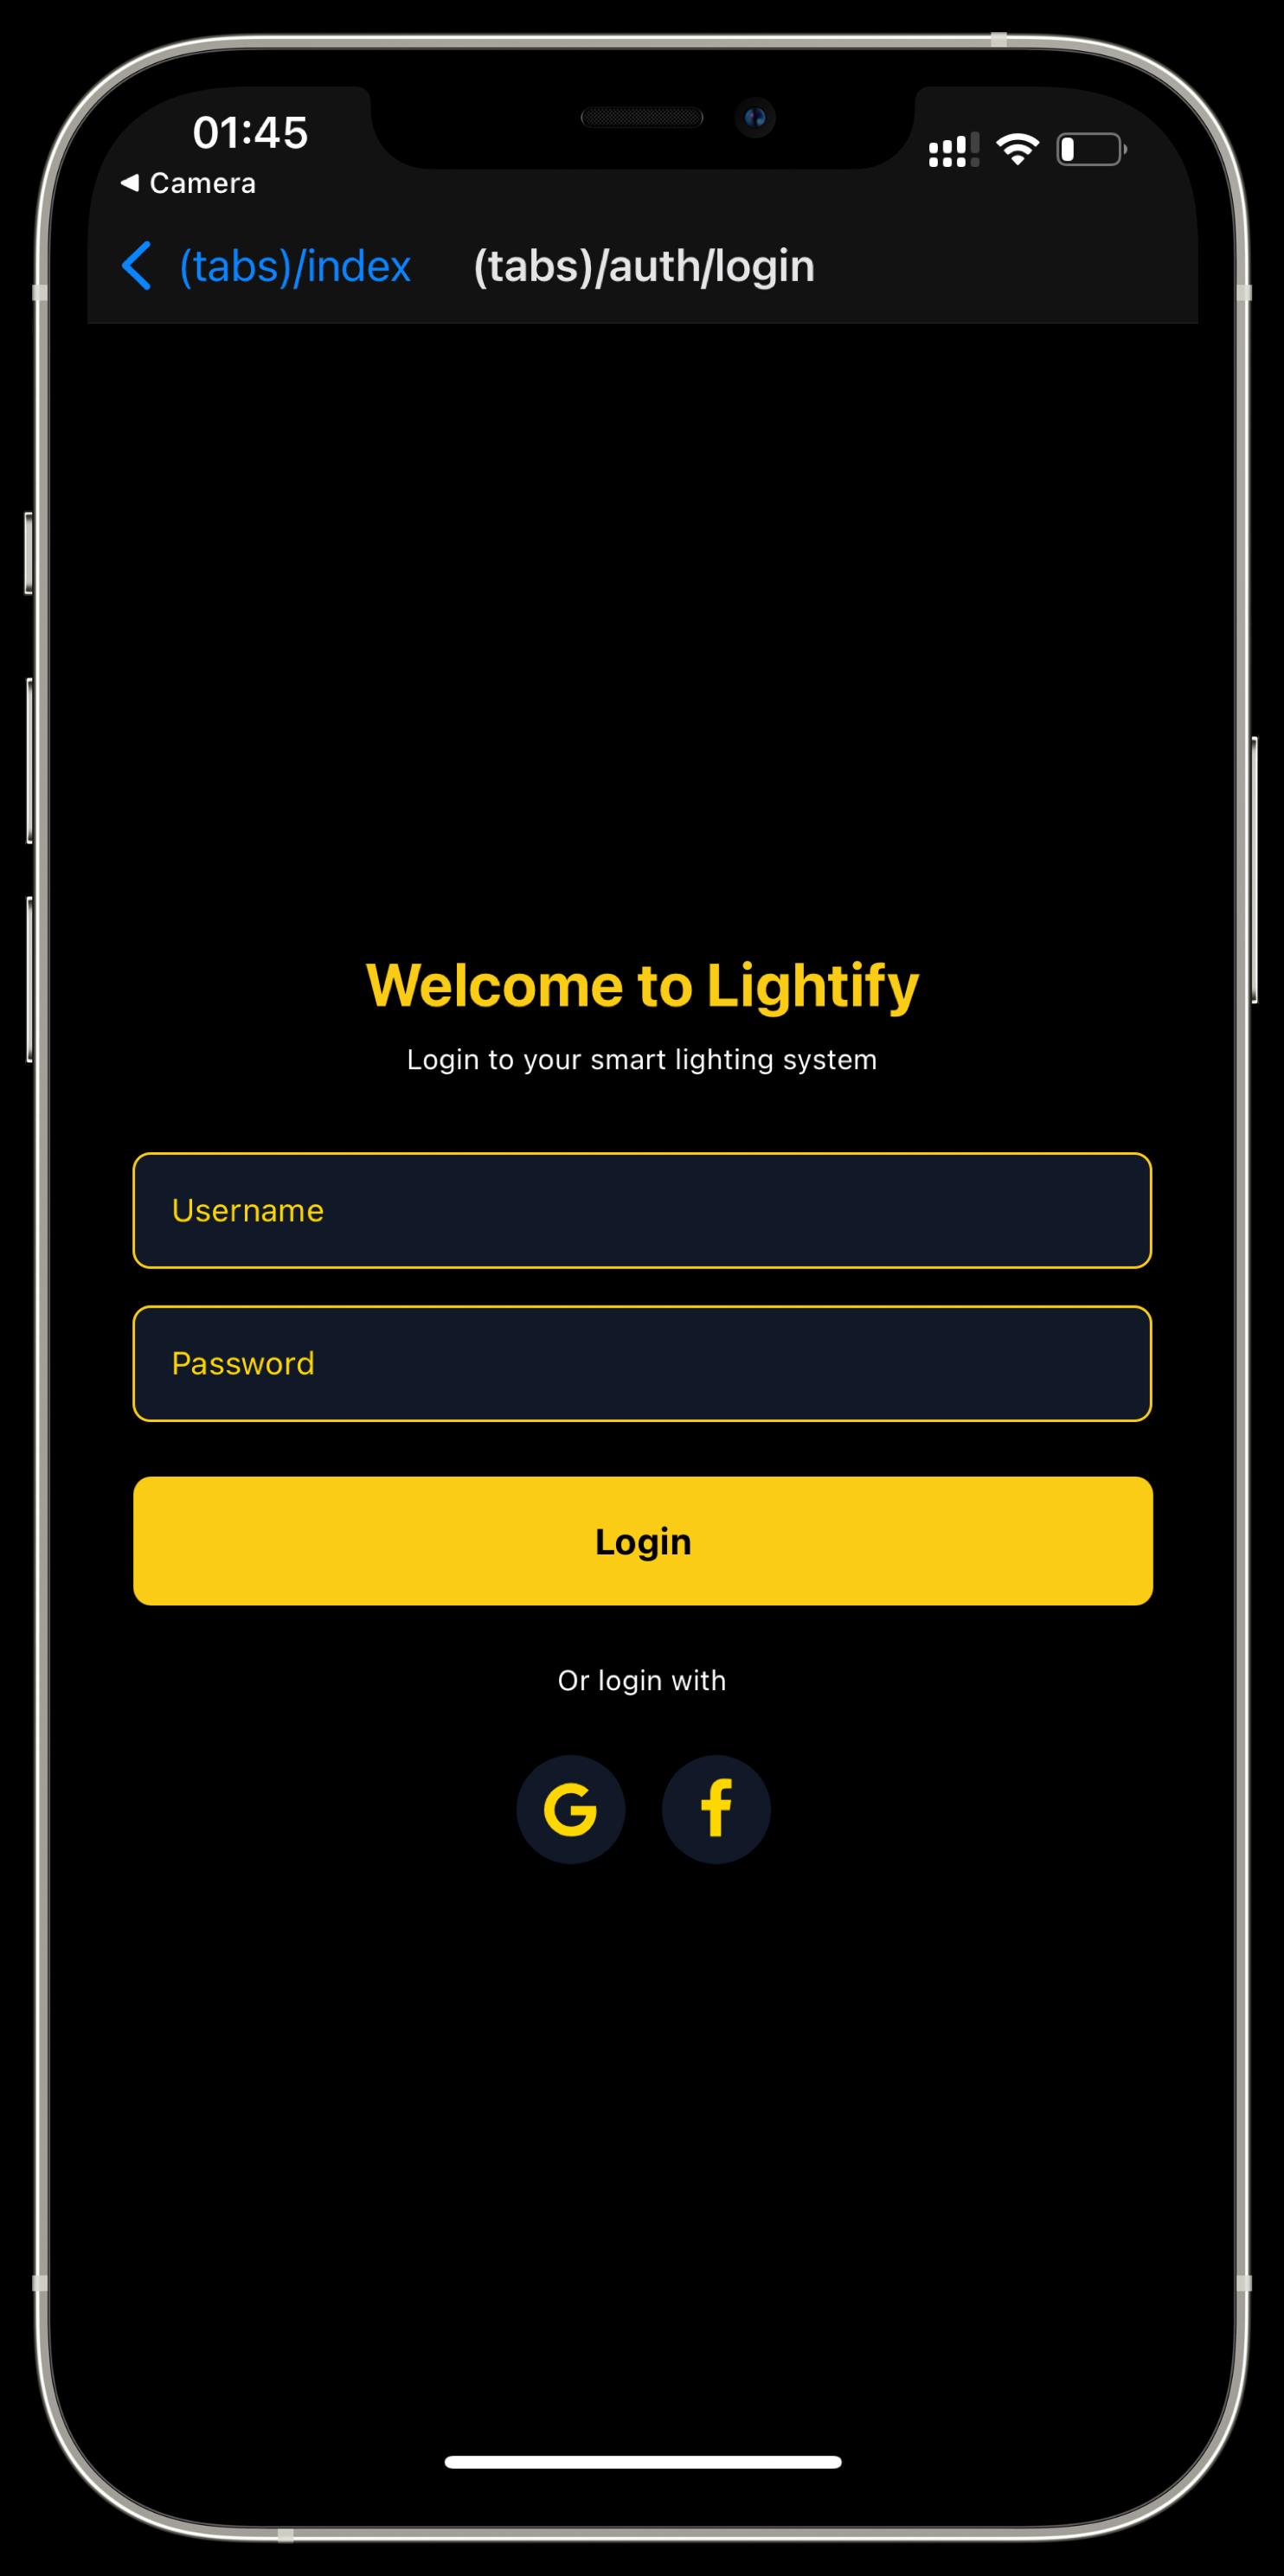 01:45
◀ Camera
(tabs)/index (tabs)/auth/login
Welcome to Lightify
Login to your smart lighting system
Username
Password
Login
Or login with
G f